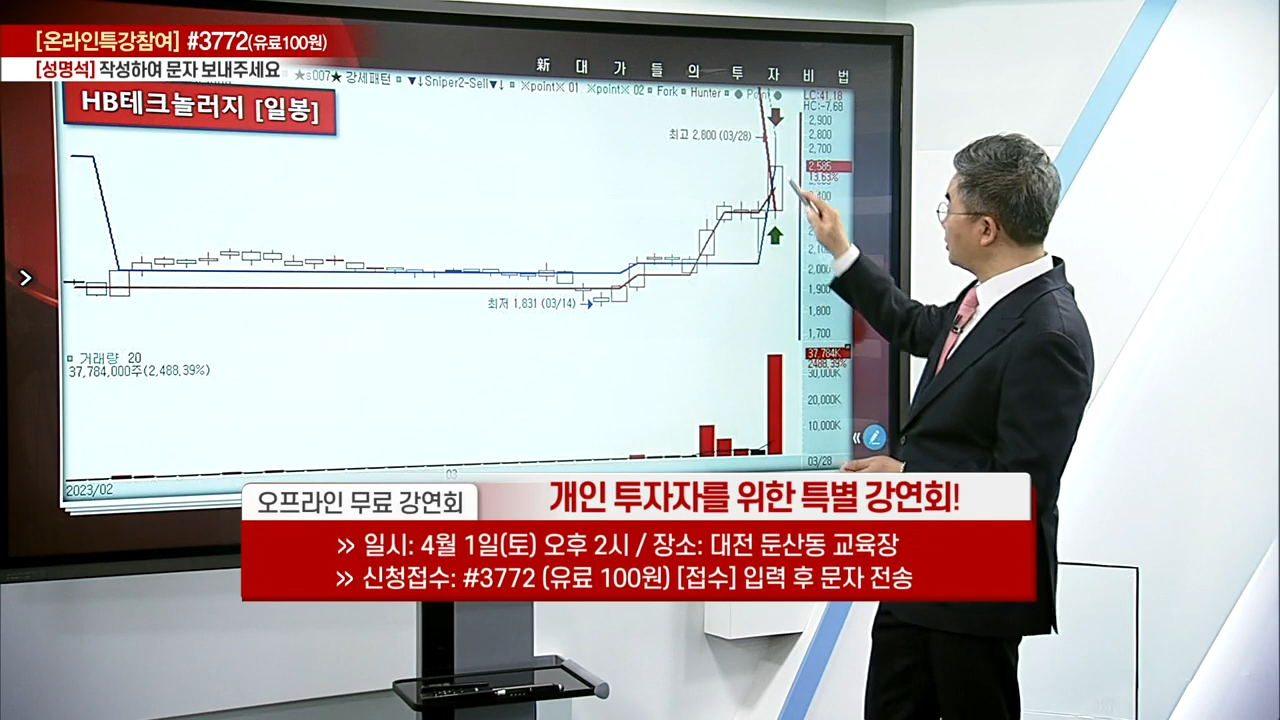 [온라인특강참여] #3772(유료100원)
[성명석] 작성하여 문자 보내주세요
新 대 가 들 의 투 자 비 법
★s007★ 강세패턴 ▼↓Sniper2-Sell▼↓ ※point※ 01 ※point※ 02 Fork Hunter
LC:41,18
HC:-7,68
HB테크놀러지 [일봉]
최고 2,800 (03/28)
2,900
2,800
2,700
2,585
13,63%
2,000
1,900
1,800
1,700
최저 1,831 (03/14)
거래량 20
37,784,000주(2,488,39%)
37,784K
2488,39%
30,000K
20,000K
10,000K
2023/02
03
03/28
오프라인 무료 강연회
개인 투자자를 위한 특별 강연회!
» 일시: 4월 1일(토) 오후 2시 / 장소: 대전 둔산동 교육장
» 신청접수: #3772 (유료 100원) [접수] 입력 후 문자 전송